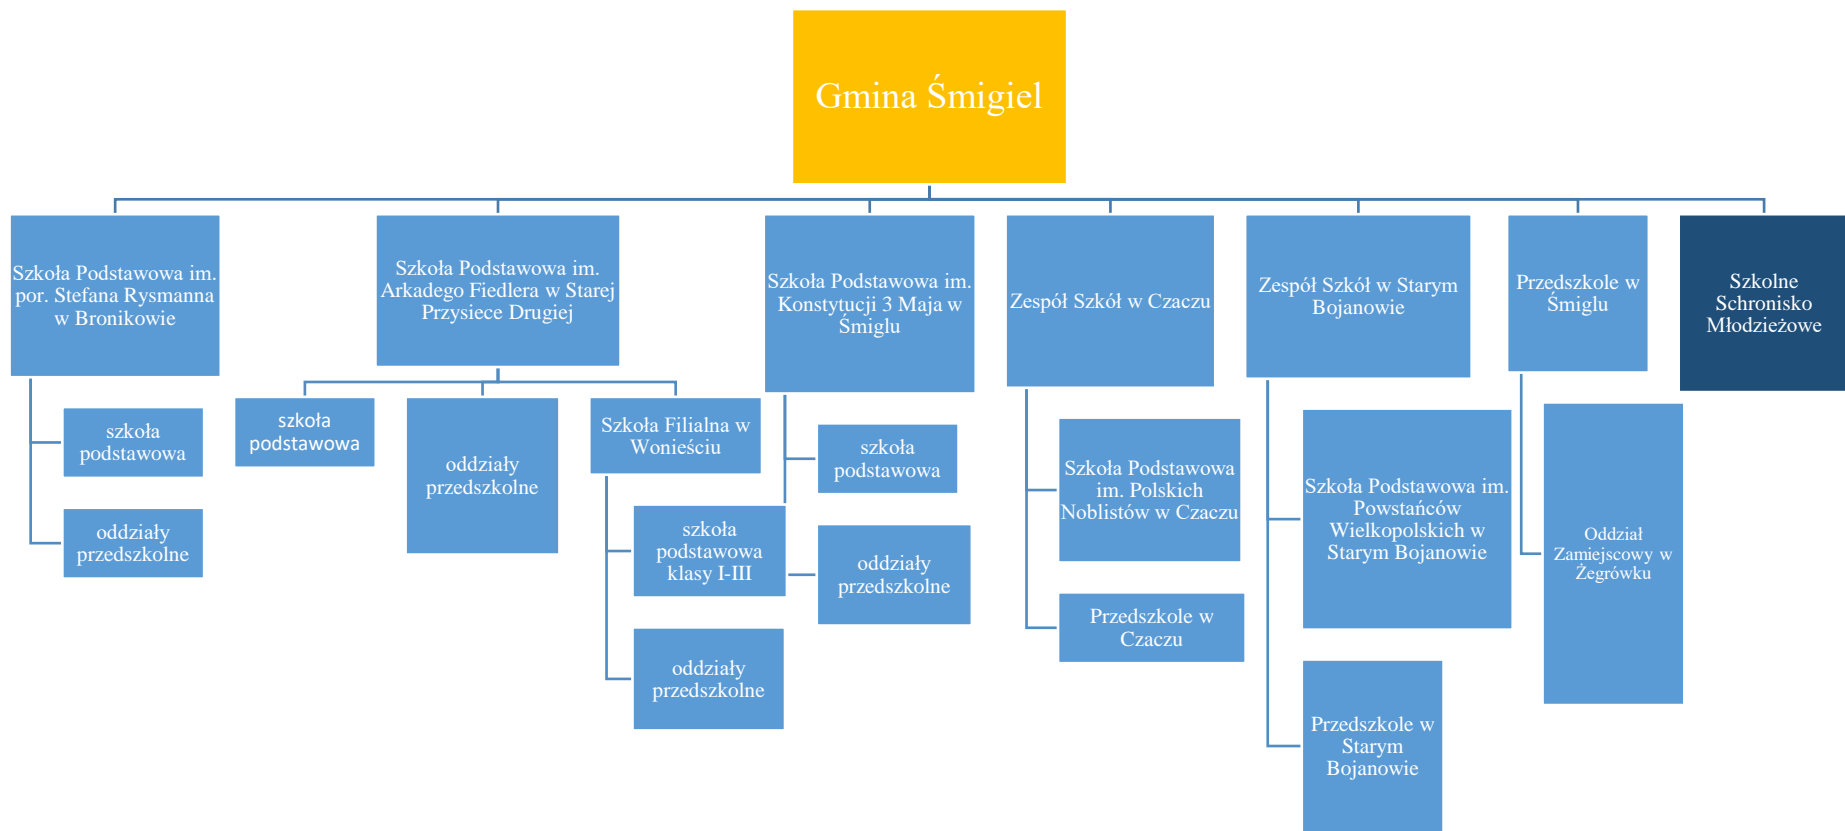 Gmina Śmigiel
Szkoła Podstawowa im.
por. Stefana Rysmanna
w Bronikowie
szkoła
podstawowa
oddziały
przedszkolne
Szkoła Podstawowa im.
Arkadego Fiedlera w Starej
Przysiece Drugiej
szkoła
podstawowa
oddziały
przedszkolne
Szkoła Filialna w
Wonieściu
szkoła
podstawowa
klasy I-III
oddziały
przedszkolne
Szkoła Podstawowa im.
Konstytucji 3 Maja w
Śmiglu
szkoła
podstawowa
oddziały
przedszkolne
Zespół Szkół w Czaczu
Szkoła Podstawowa
im. Polskich
Noblistów w Czaczu
Przedszkole w
Czaczu
Zespół Szkół w Starym
Bojanowie
Szkoła Podstawowa im.
Powstańców
Wielkopolskich w
Starym Bojanowie
Przedszkole w
Starym
Bojanowie
Przedszkole w
Śmiglu
Oddział
Zamiejscowy w
Żegrówku
Szkolne
Schronisko
Młodzieżowe